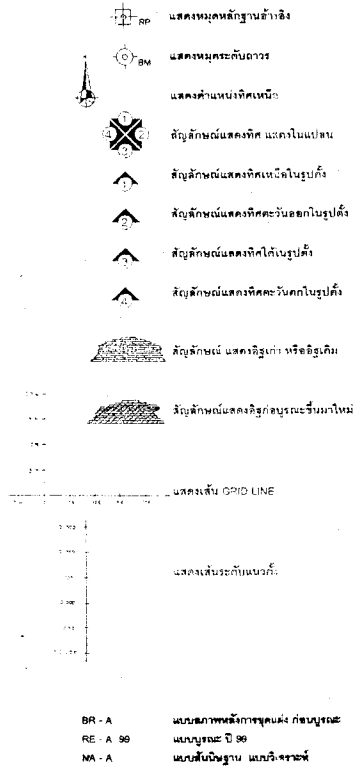 RP แสดงหมุดหลักฐานอ้างอิง
BM แสดงหมุดระดับถาวร
แสดงตำแหน่งทิศเหนือ
1
4 2 สัญลักษณ์แสดงทิศ แสดงในแปลน
3
1 สัญลักษณ์แสดงทิศเหนือในรูปตั้ง
2 สัญลักษณ์แสดงทิศตะวันออกในรูปตั้ง
3 สัญลักษณ์แสดงทิศใต้ในรูปตั้ง
4 สัญลักษณ์แสดงทิศตะวันตกในรูปตั้ง
สัญลักษณ์ แสดงอิฐเก่า หรืออิฐเดิม
สัญลักษณ์แสดงอิฐก่อบูรณะขึ้นมาใหม่
แสดงเส้น GRID LINE
แสดงเส้นระดับแนวตั้ง
BR - A แบบสภาพหลังการขุดแต่ง ก่อนบูรณะ
RE - A 99 แบบบูรณะ ปี 99
NA - A แบบสันนิษฐาน แบบวิเคราะห์